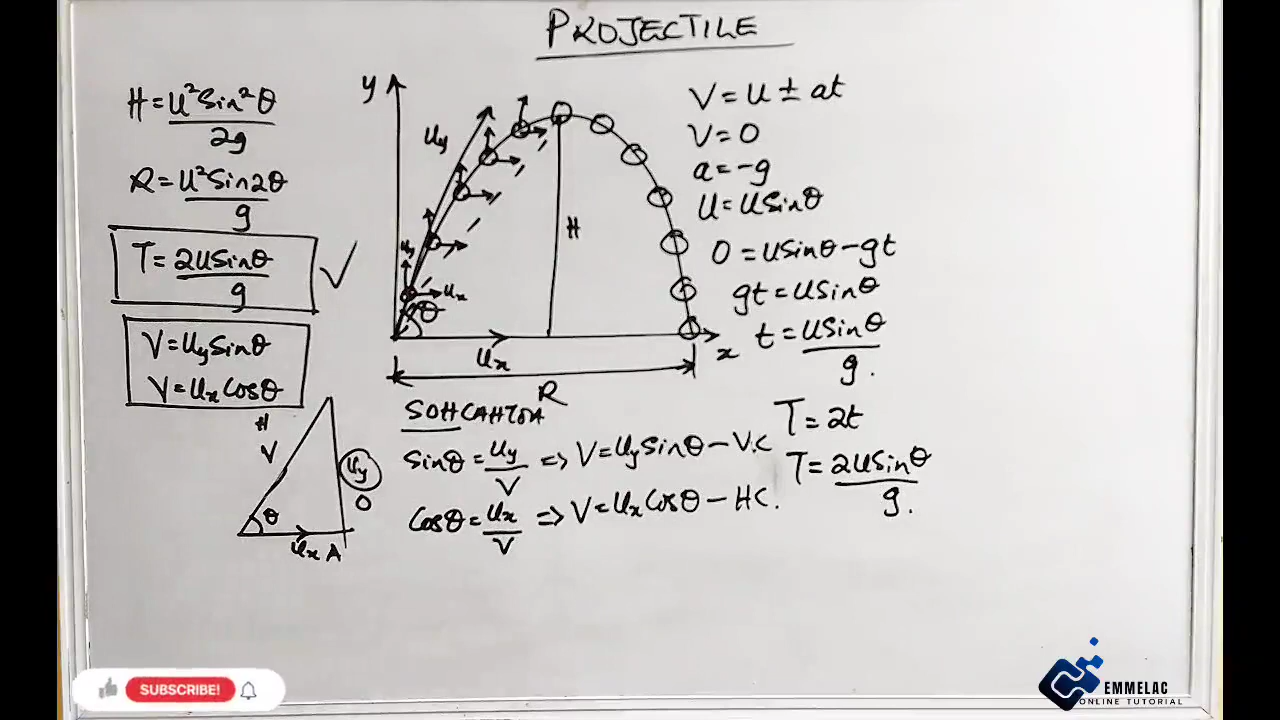 PROJECTILE
H = u²Sin²θ
2g
R = u²Sin2θ
g
T = 2uSinθ
g
V = uySinθ
V = uxCosθ
H
V
θ
uy
O
ux A
y
uy
uy
ux
θ
H
ux
x
R
SOHCAHTOA
Sinθ = uy/V => V = uySinθ – V.C
Cosθ = ux/V => V = uxCosθ – HC.
V = u ± at
V = 0
a = -g
u = uSinθ
0 = uSinθ - gt
gt = uSinθ
t = uSinθ
g.
T = 2t
T = 2uSinθ
g.
SUBSCRIBE!
EMMELAC
ONLINE TUTORIAL